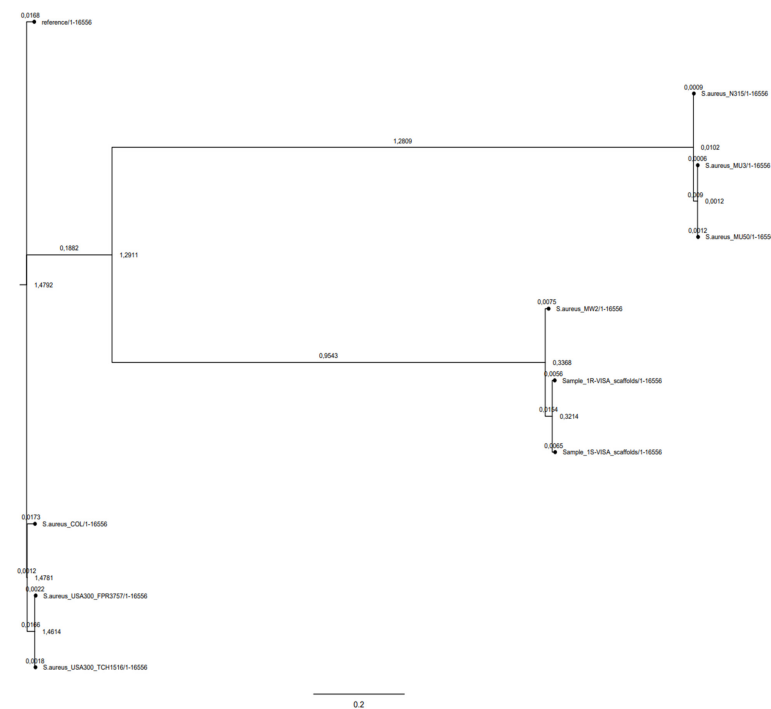 0,0168
reference/1-16556
0,0009
S.aureus_N315/1-16556
1,2809
0,0102
0,0006
S.aureus_MU3/1-16556
0,009
0,0012
0,0012
S.aureus_MU50/1-1655
0,1882
1,2911
1,4792
0,0075
S.aureus_MW2/1-16556
0,9543
0,3368
0,0056
Sample_1R-VISA_scaffolds/1-16556
0,0154
0,3214
0,0065
Sample_1S-VISA_scaffolds/1-16556
0,0173
S.aureus_COL/1-16556
0,0012
1,4781
0,0022
S.aureus_USA300_FPR3757/1-16556
0,0166
1,4614
0,0018
S.aureus_USA300_TCH1516/1-16556
0.2